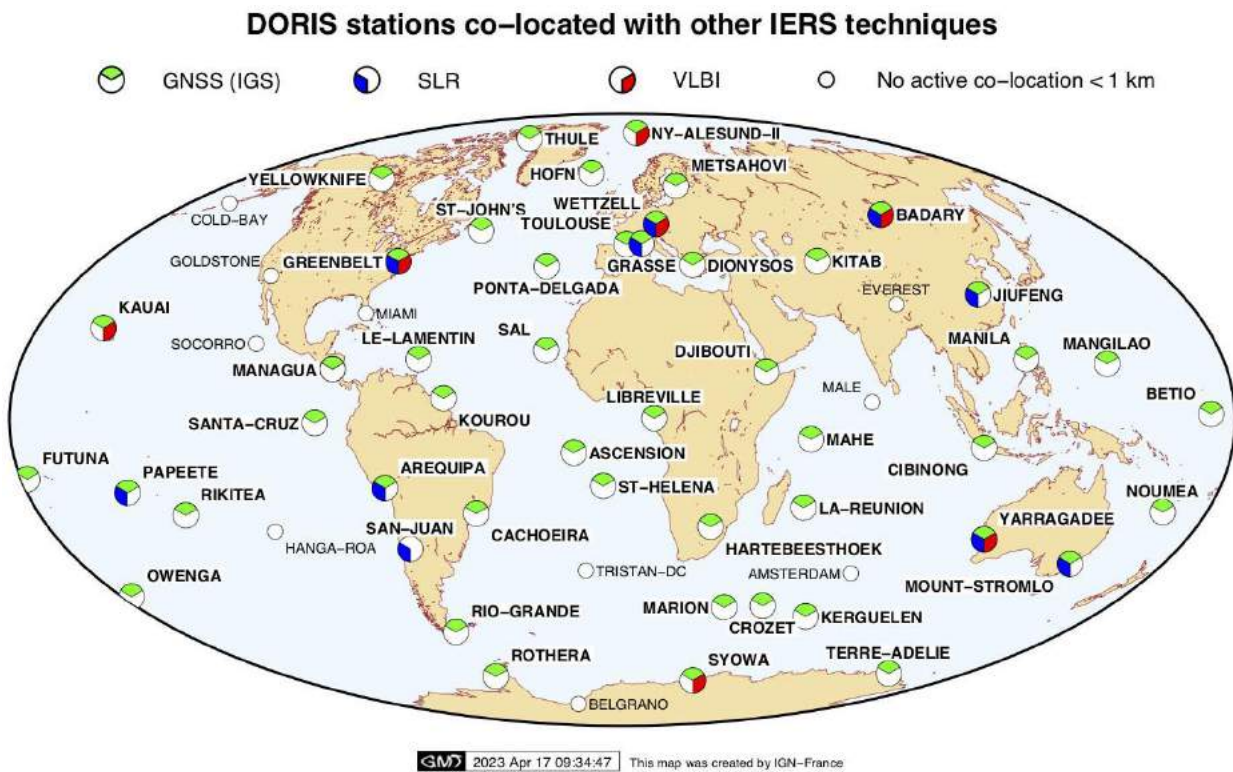 DORIS stations co-located with other IERS techniques
GNSS (IGS)
SLR
VLBI
No active co-location < 1 km
THULE
NY-ALESUND-II
HOFN
METSAHOVI
YELLOWKNIFE
COLD-BAY
ST-JOHN'S
WETTZELL
TOULOUSE
BADARY
GOLDSTONE
GREENBELT
GRASSE
DIONYSOS
KITAB
PONTA-DELGADA
EVEREST
JIUFENG
KAUAI
MIAMI
SOCORRO
LE-LAMENTIN
SAL
DJIBOUTI
MANILA
MANGILAO
MANAGUA
MALE
BETIO
LIBREVILLE
SANTA-CRUZ
KOUROU
MAHE
ASCENSION
CIBINONG
FUTUNA
PAPEETE
AREQUIPA
RIKITEA
ST-HELENA
NOUMEA
LA-REUNION
YARRAGADEE
SAN-JUAN
CACHOEIRA
HANGA-ROA
HARTEBEESTHOEK
OWENGA
TRISTAN-DC
AMSTERDAM
MOUNT-STROMLO
RIO-GRANDE
MARION
CROZET
KERGUELEN
ROTHERA
SYOWA
TERRE-ADELIE
BELGRANO
GMT 2023 Apr 17 09:34:47 This map was created by IGN-France